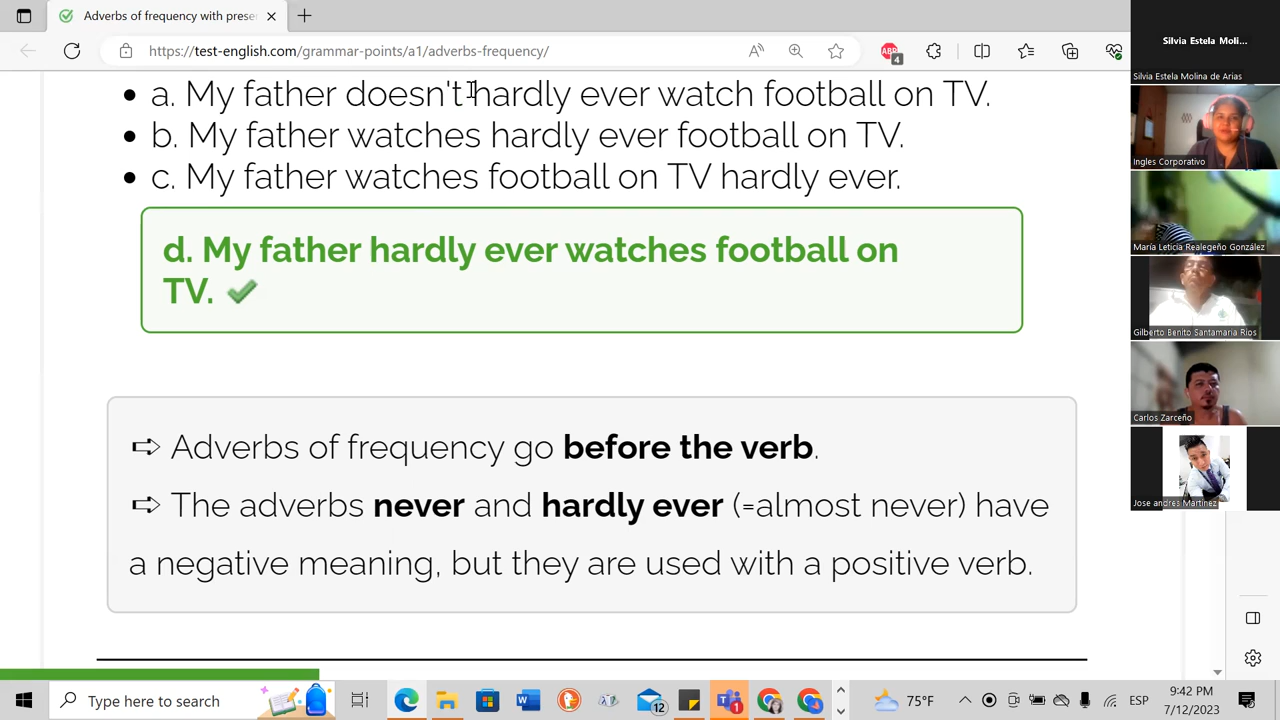 Adverbs of frequency with prese
https://test-english.com/grammar-points/a1/adverbs-frequency/
ABP
4
Silvia Estela Moli...
Silvia Estela Molina de Arias
a. My father doesn't hardly ever watch football on TV.
b. My father watches hardly ever football on TV.
c. My father watches football on TV hardly ever.
d. My father hardly ever watches football on
TV.
Ingles Corporativo
María Leticia Realegeño González
Gilberto Benito Santamaria Rios
Carlos Zarceño
Jose andres Martinez
Adverbs of frequency go before the verb.
The adverbs never and hardly ever (=almost never) have
a negative meaning, but they are used with a positive verb.
Type here to search
12
1
75°F
ESP
9:42 PM
7/12/2023